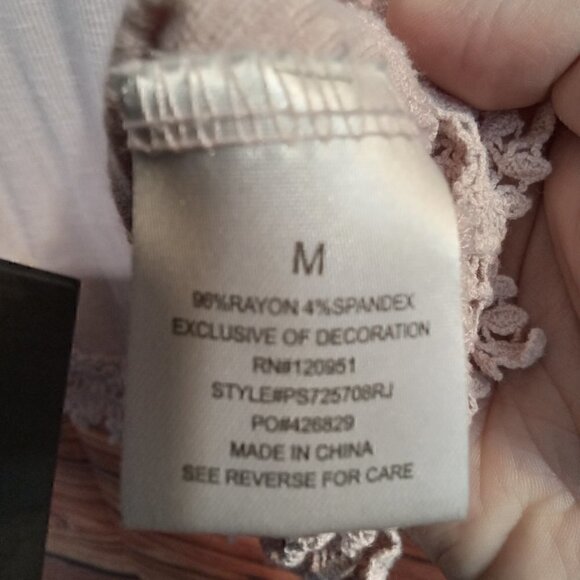 M
96%RAYON 4%SPANDEX
EXCLUSIVE OF DECORATION
RN#120951
STYLE#PS725708RJ
PO#426829
MADE IN CHINA
SEE REVERSE FOR CARE